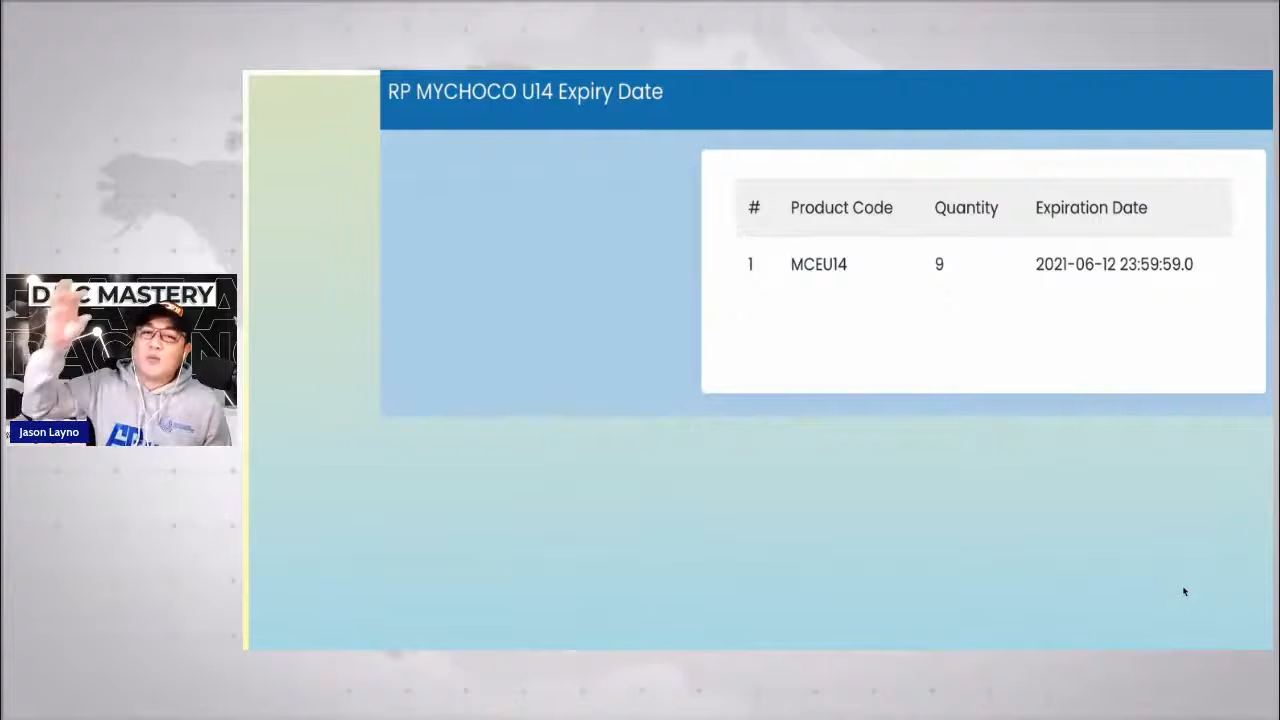 RP MYCHOCO U14 Expiry Date
# Product Code Quantity Expiration Date
1 MCEU14 9 2021-06-12 23:59:59.0
MASTERY
Jason Layno